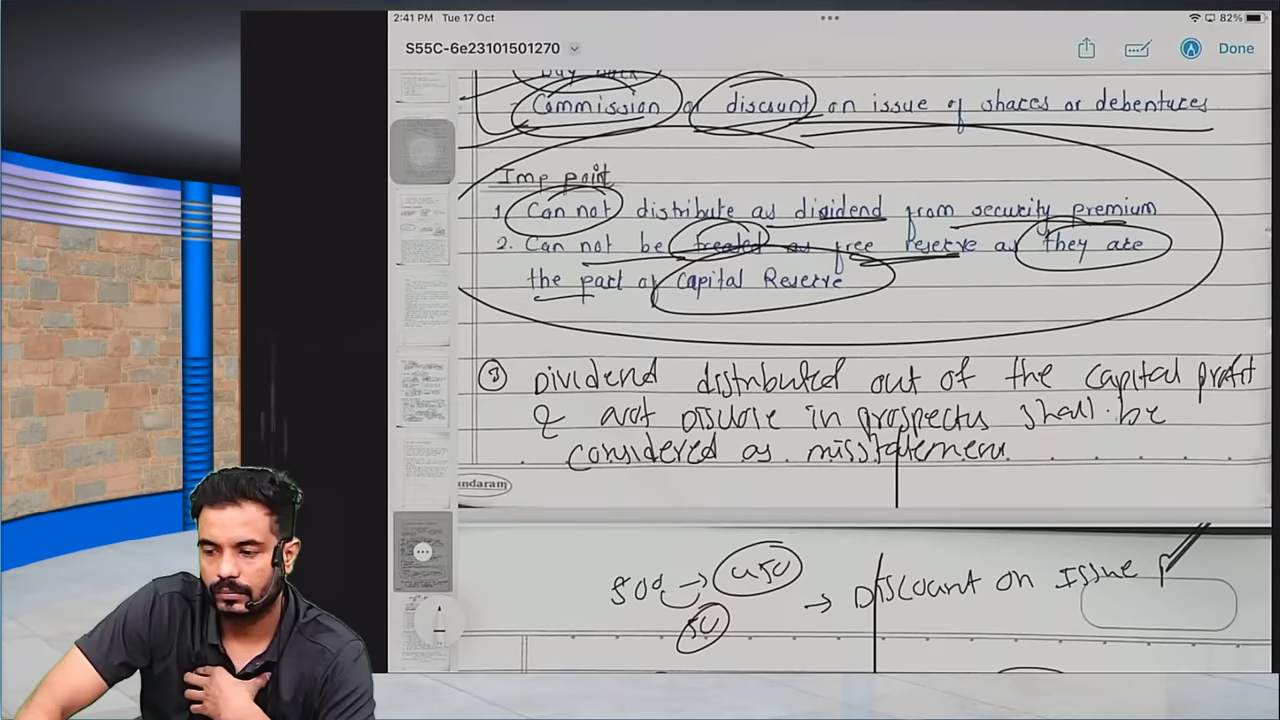 2:41 PM Tue 17 Oct
82%
S55C-6e23101501270
Done
Buy back
- Commission or discount on issue of shares or debentures
Imp point
1. Can not distribute as dividend from security premium
2. Can not be treated as free reserve as they are
the part of Capital Reserve
③ Dividend distributed out of the capital profit
& not disclose in prospectus shall be
considered as misstatement.
undaram
500 → 450
50
→ Discount on Issue